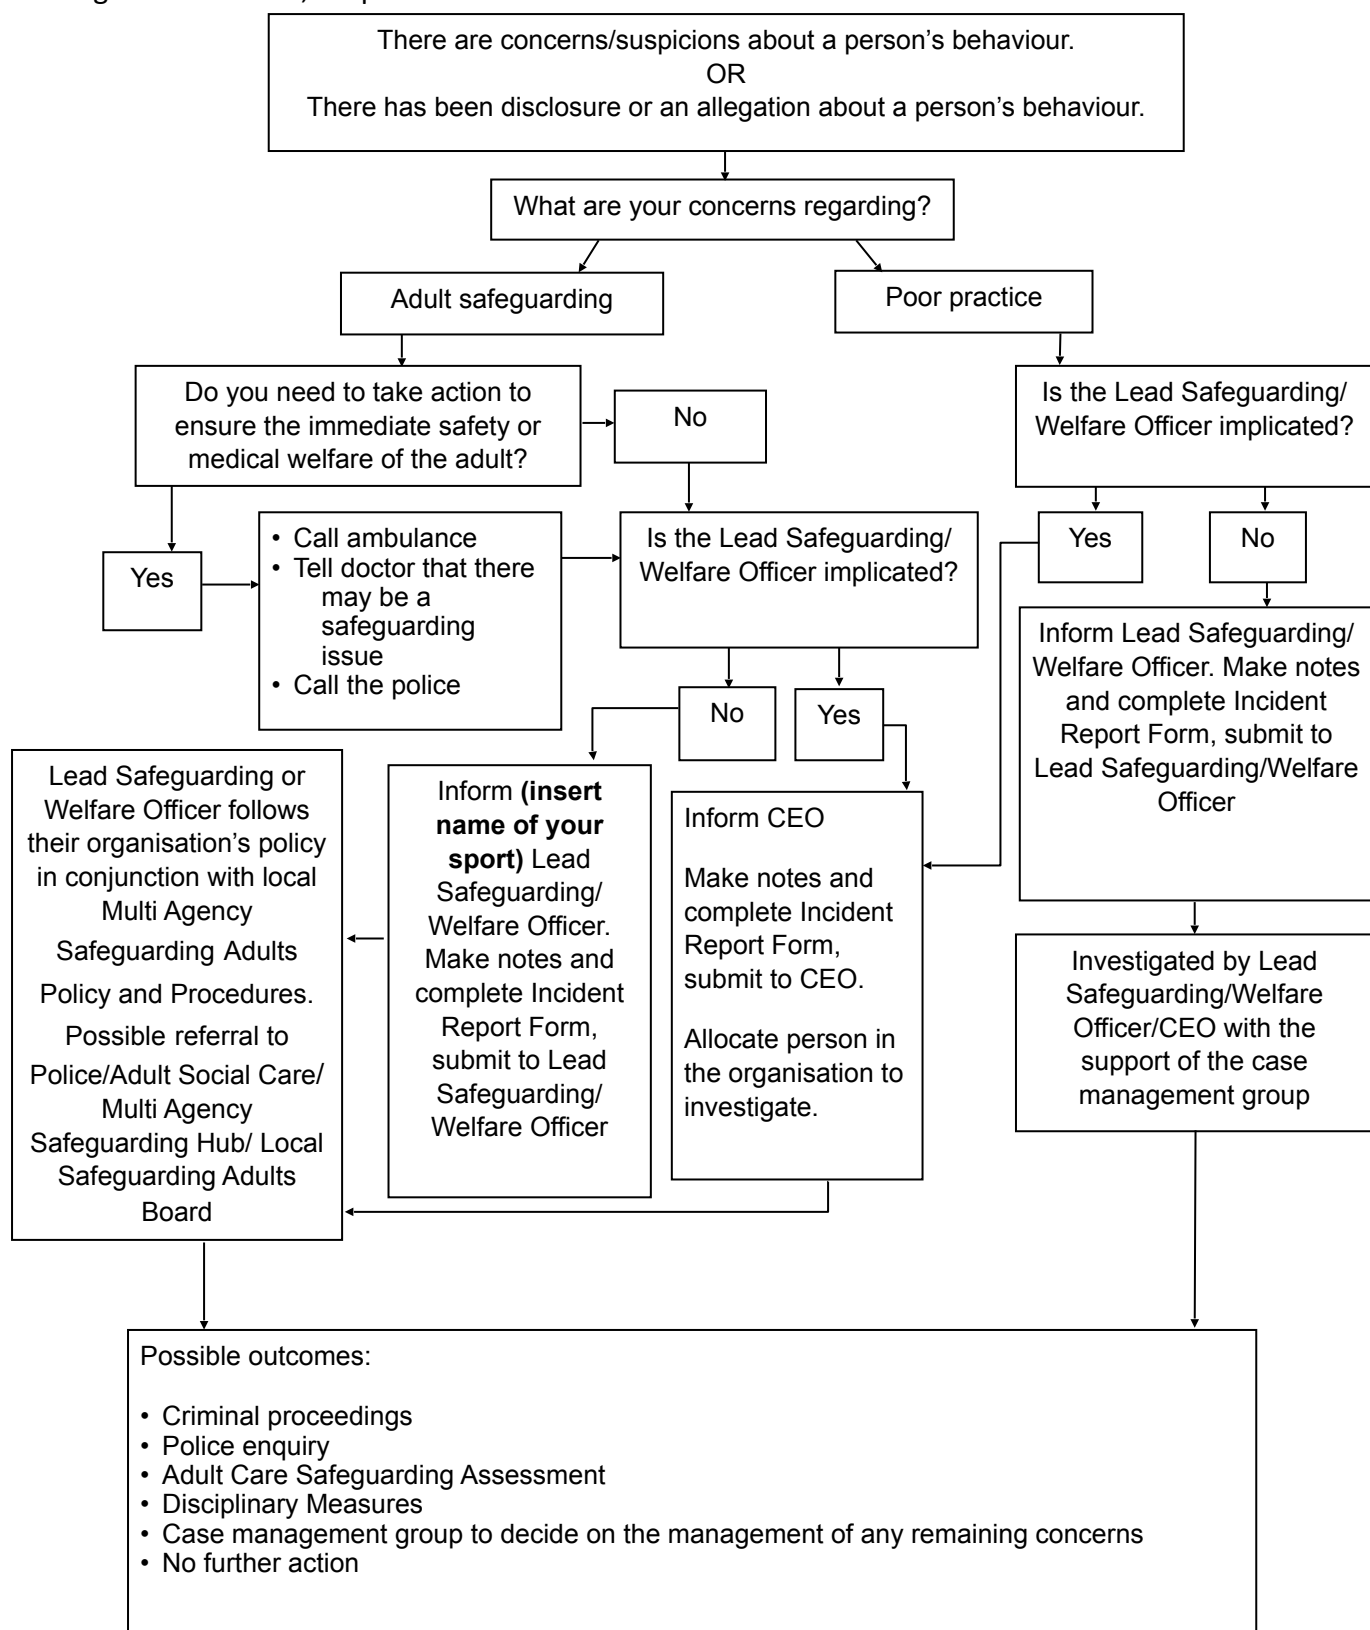 There are concerns/suspicions about a person's behaviour.
OR
There has been disclosure or an allegation about a person's behaviour.
What are your concerns regarding?
Adult safeguarding
Poor practice
Do you need to take action to
ensure the immediate safety or
medical welfare of the adult?
No
Is the Lead Safeguarding/
Welfare Officer implicated?
Yes
• Call ambulance
• Tell doctor that there
may be a
safeguarding
issue
• Call the police
Is the Lead Safeguarding/
Welfare Officer implicated?
Yes
No
No
Yes
Inform Lead Safeguarding/
Welfare Officer. Make notes
and complete Incident
Report Form, submit to
Lead Safeguarding/Welfare
Officer
Lead Safeguarding or
Welfare Officer follows
their organisation's policy
in conjunction with local
Multi Agency
Safeguarding Adults
Policy and Procedures.
Possible referral to
Police/Adult Social Care/
Multi Agency
Safeguarding Hub/ Local
Safeguarding Adults
Board
Inform (insert
name of your
sport) Lead
Safeguarding/
Welfare Officer.
Make notes and
complete Incident
Report Form,
submit to Lead
Safeguarding/
Welfare Officer
Inform CEO
Make notes and
complete Incident
Report Form,
submit to CEO.
Allocate person in
the organisation to
investigate.
Investigated by Lead
Safeguarding/Welfare
Officer/CEO with the
support of the case
management group
Possible outcomes:
• Criminal proceedings
• Police enquiry
• Adult Care Safeguarding Assessment
• Disciplinary Measures
• Case management group to decide on the management of any remaining concerns
• No further action